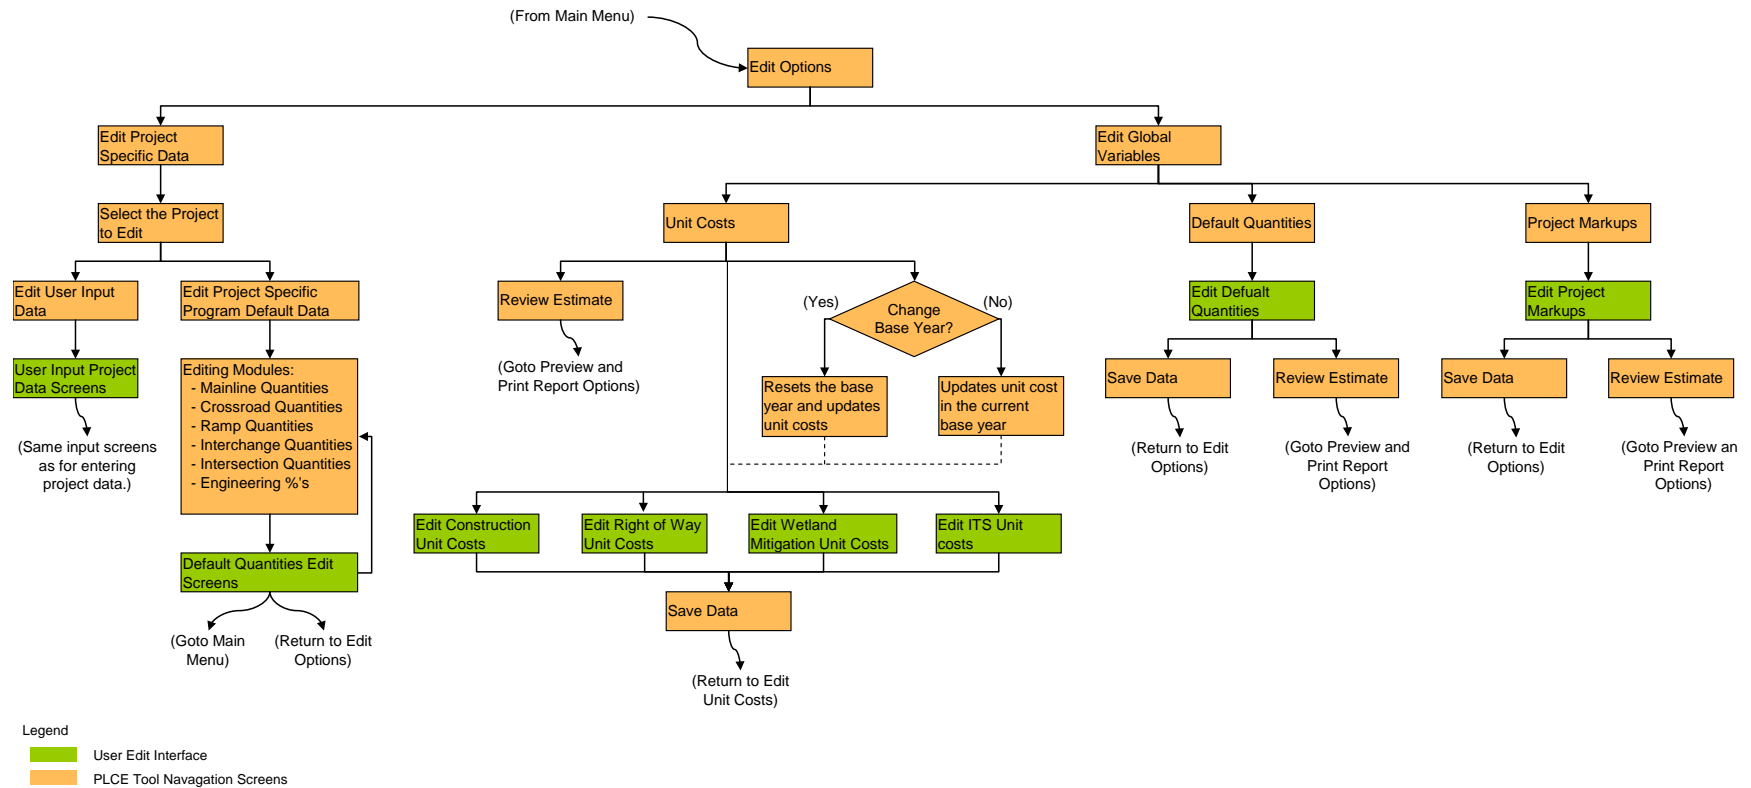 (From Main Menu)
Edit Options
Edit Project
Specific Data
Edit Global
Variables
Select the Project
to Edit
Unit Costs
Default Quantities
Project Markups
Edit User Input
Data
Edit Project Specific
Program Default Data
Review Estimate
(Yes)
Change
Base Year?
(No)
Edit Defualt
Quantities
Edit Project
Markups
(Goto Preview and
Print Report Options)
User Input Project
Data Screens
Editing Modules:
- Mainline Quantities
- Crossroad Quantities
- Ramp Quantities
- Interchange Quantities
- Intersection Quantities
- Engineering %'s
Resets the base
year and updates
unit costs
Updates unit cost
in the current
base year
Save Data
Review Estimate
Save Data
Review Estimate
(Same input screens
as for entering
project data.)
(Return to Edit
Options)
(Goto Preview and
Print Report
Options)
(Return to Edit
Options)
(Goto Preview an
Print Report
Options)
Edit Construction
Unit Costs
Edit Right of Way
Unit Costs
Edit Wetland
Mitigation Unit Costs
Edit ITS Unit
costs
Default Quantities Edit
Screens
Save Data
(Goto Main
Menu)
(Return to Edit
Options)
(Return to Edit
Unit Costs)
Legend
User Edit Interface
PLCE Tool Navagation Screens